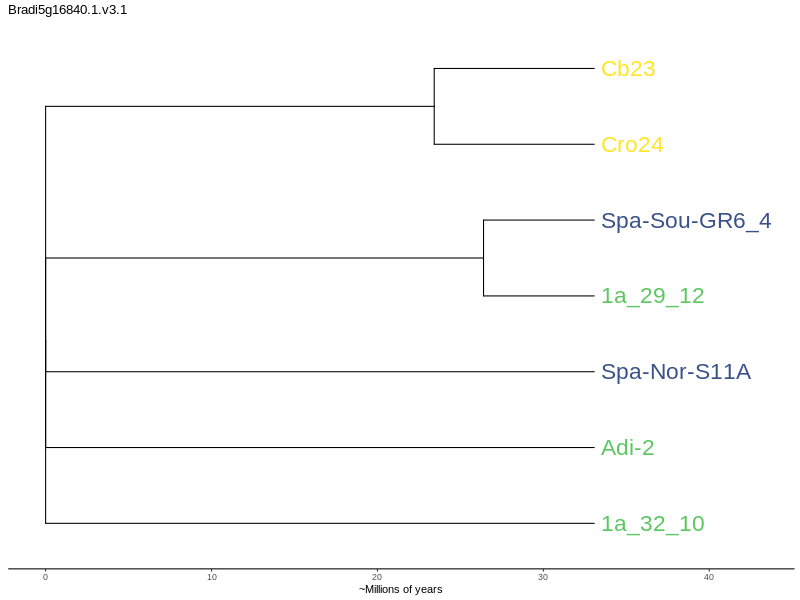 Bradi5g16840.1.v3.1
Cb23
Cro24
Spa-Sou-GR6_4
1a_29_12
Spa-Nor-S11A
Adi-2
1a_32_10
0 10 20 30 40
~Millions of years